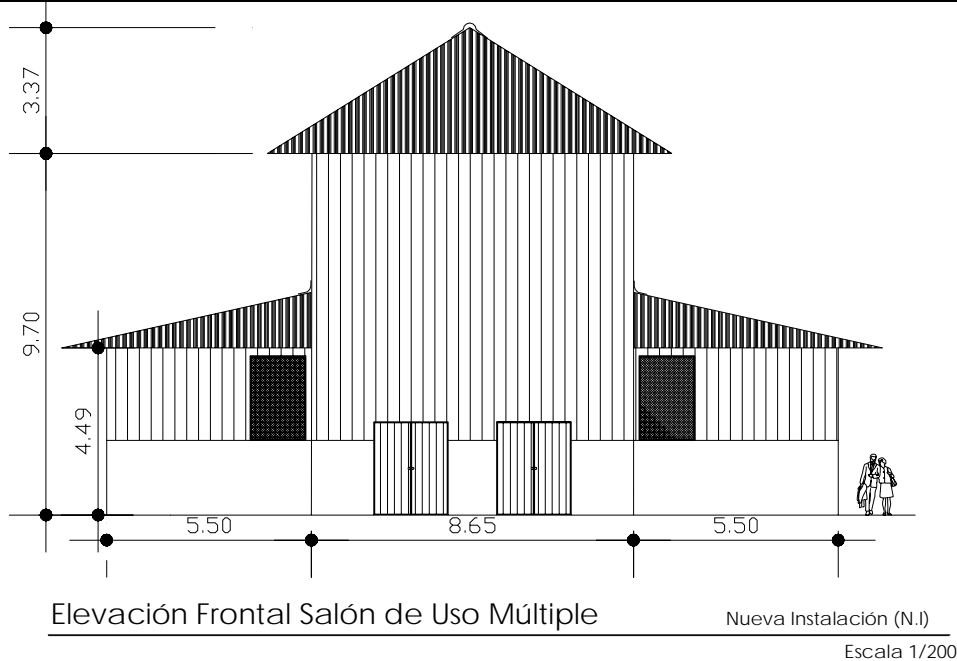 3.37
9.70
4.49
5.50
8.65
5.50
Elevación Frontal Salón de Uso Múltiple
Nueva Instalación (N.I)
Escala 1/200